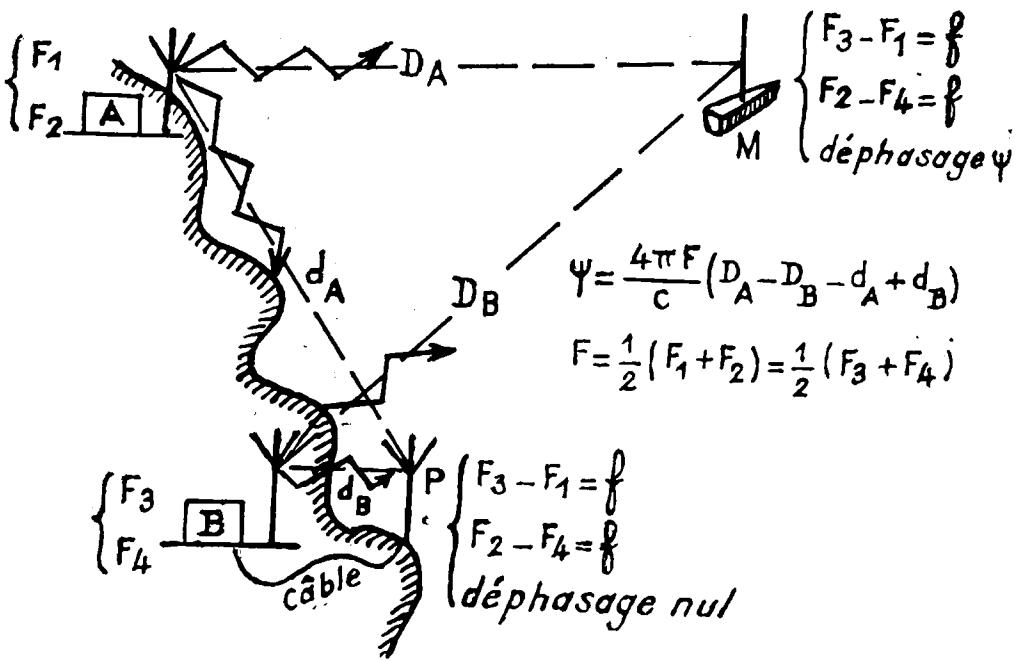 F1
F2
A
DA
F3 – F1 = f
F2 – F4 = f
déphasage ψ
M
dA
DB
ψ = 4πF/c (DA – DB – dA + dB)
F = 1/2 (F1 + F2) = 1/2 (F3 + F4)
F3
F4
B
dB
P
câble
F3 – F1 = f
F2 – F4 = f
déphasage nul